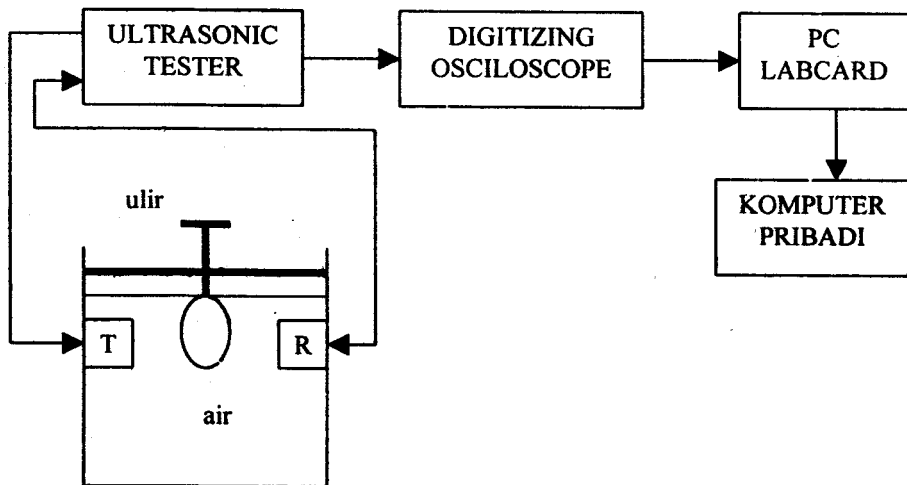 ULTRASONIC
TESTER
DIGITIZING
OSCILOSCOPE
PC
LABCARD
KOMPUTER
PRIBADI
ulir
T
R
air